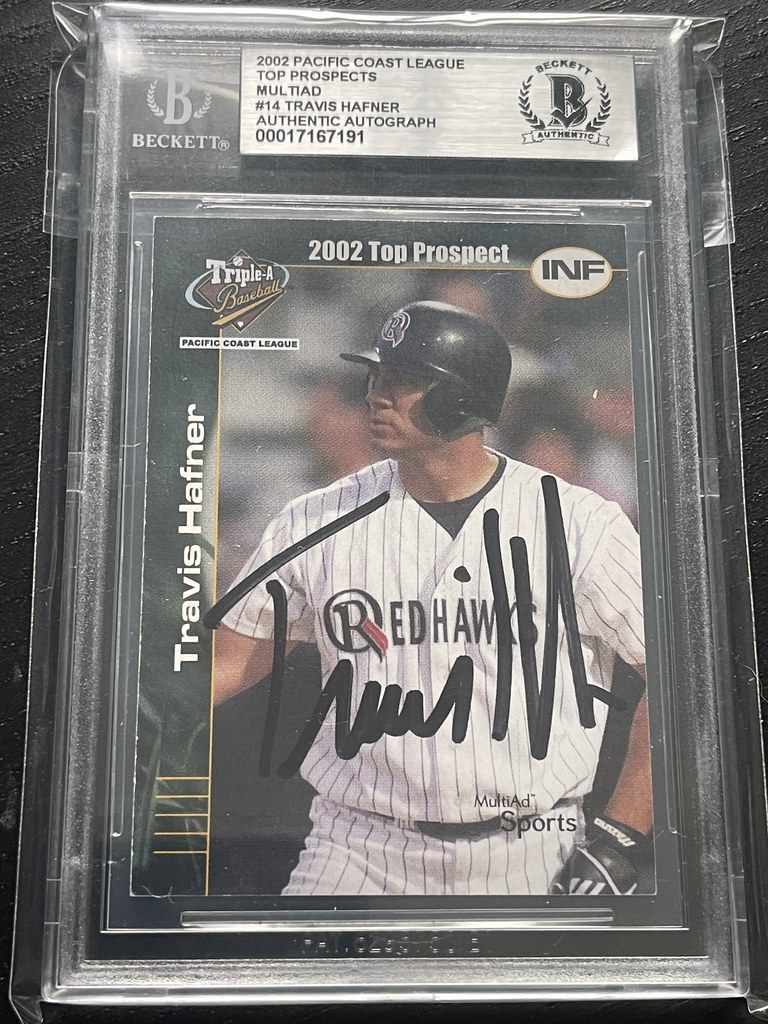 2002 PACIFIC COAST LEAGUE
TOP PROSPECTS
MULTIAD
#14 TRAVIS HAFNER
AUTHENTIC AUTOGRAPH
00017167191
B
BECKETT®
BECKETT
B
AUTHENTIC
2002 Top Prospect
INF
Triple-A
Baseball
PACIFIC COAST LEAGUE
R
Travis Hafner
REDHAWKS
MultiAd™
Sports